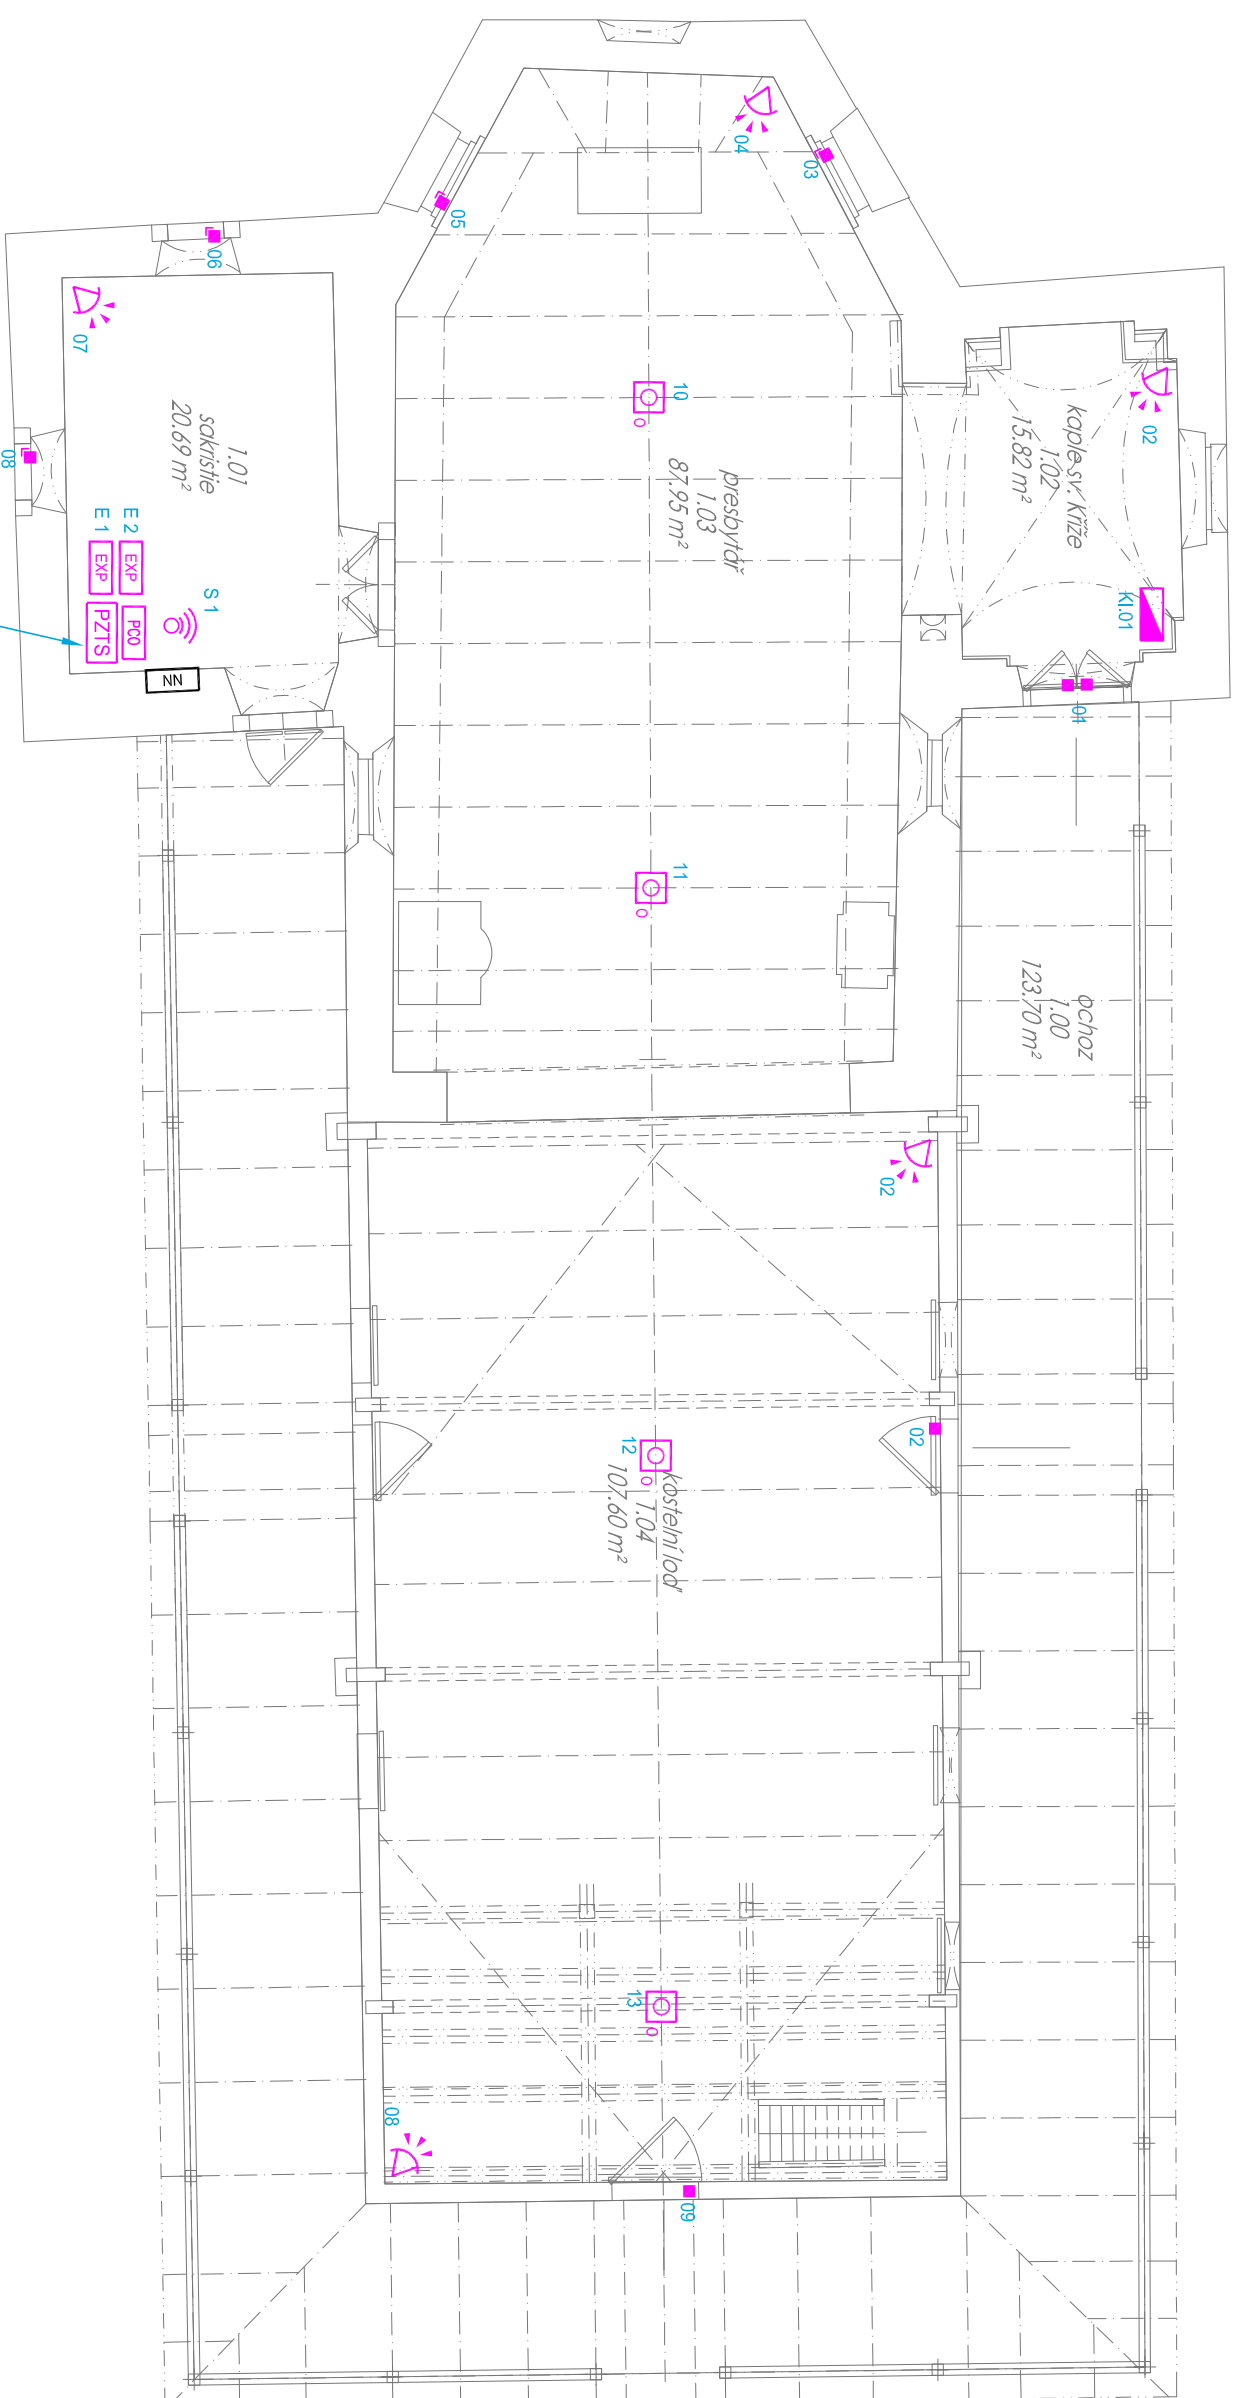 04
03
05
06
07
10
02
kaple sv. kříže
1.02
15.82 m²
1.01
sakristie
20.69 m²
08
presbytář
1.03
87.95 m²
E 2
E 1
EXP
EXP
S 1
KI.01
PZTS
PCO
NN
01
O
11
O
ochoz
1.00
123.70 m²
02
02
12
O
kostelní loď
1.04
107.60 m²
13
O
08
09